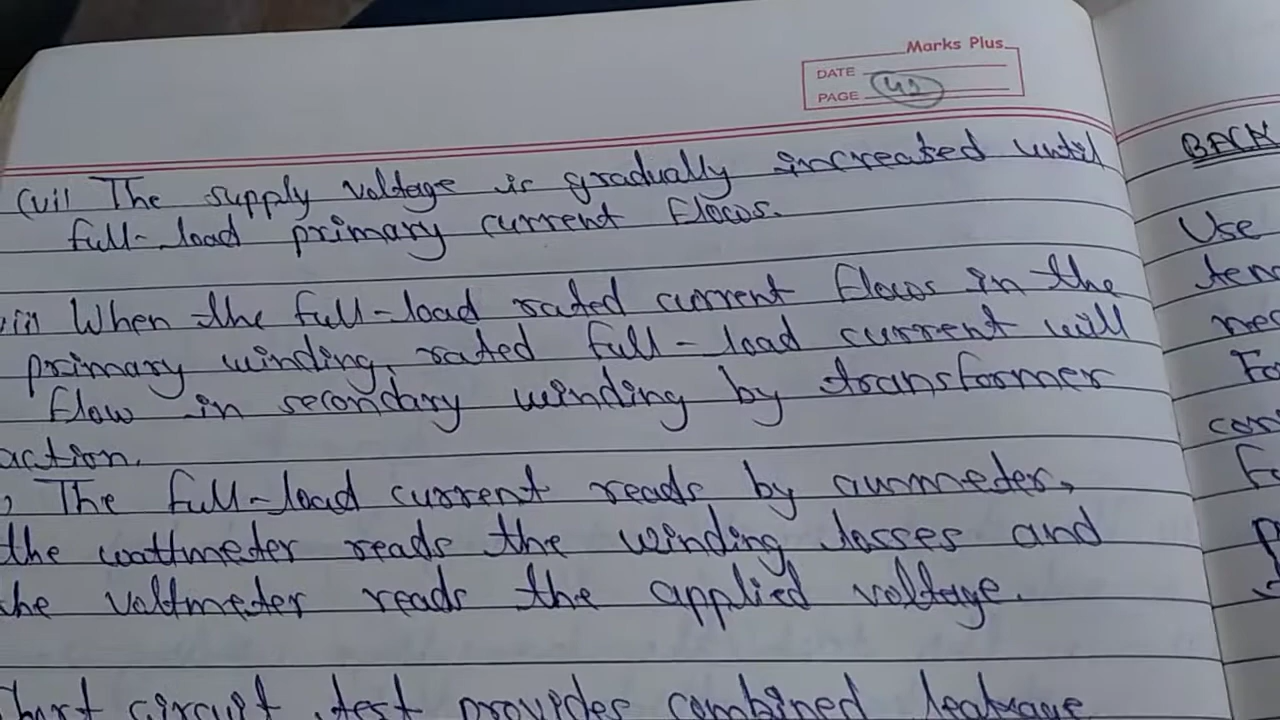 Marks Plus
DATE
PAGE 42
(vii) The supply voltage is gradually increated until
full-load primary current flows.
When the full-load rated current flows in the
primary winding, rated full-load current will
flow in secondary winding by transformer
action.
The full-load current reads by ammeter,
the wattmeter reads the winding losses and
the voltmeter reads the applied voltage.
Short circuit test provides combined leakage
BACK
Use